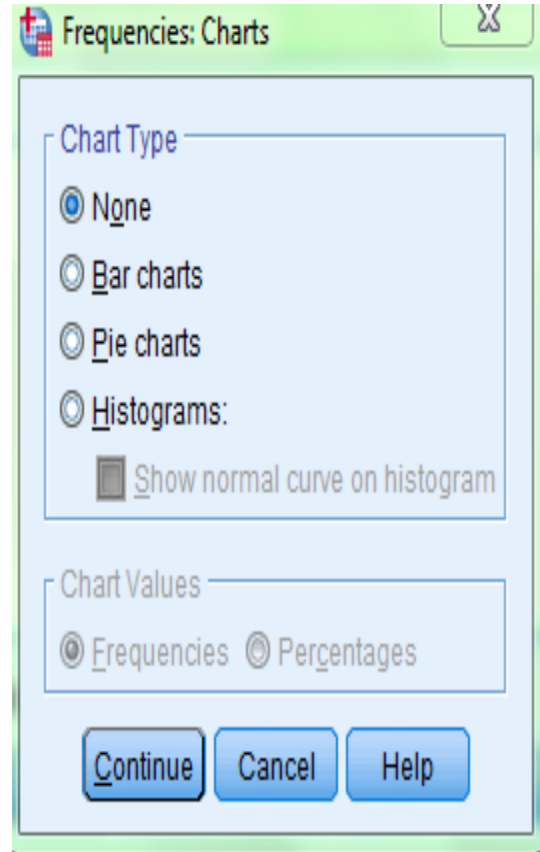 Frequencies: Charts
X
Chart Type
None
Bar charts
Pie charts
Histograms:
Show normal curve on histogram
Chart Values
Frequencies Percentages
Continue Cancel Help